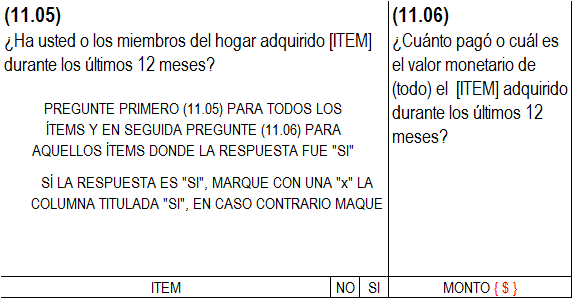 (11.05)
¿Ha usted o los miembros del hogar adquirido [ITEM]
durante los últimos 12 meses?
PREGUNTE PRIMERO (11.05) PARA TODOS LOS
ÍTEMS Y EN SEGUIDA PREGUNTE (11.06) PARA
AQUELLOS ÍTEMS DONDE LA RESPUESTA FUE "SI"
SÍ LA RESPUESTA ES "SI", MARQUE CON UNA "x" LA
COLUMNA TITULADA "SI", EN CASO CONTRARIO MAQUE
(11.06)
¿Cuánto pagó o cuál es
el valor monetario de
(todo) el [ITEM] adquirido
durante los últimos 12
meses?
ITEM NO SI MONTO { $ }